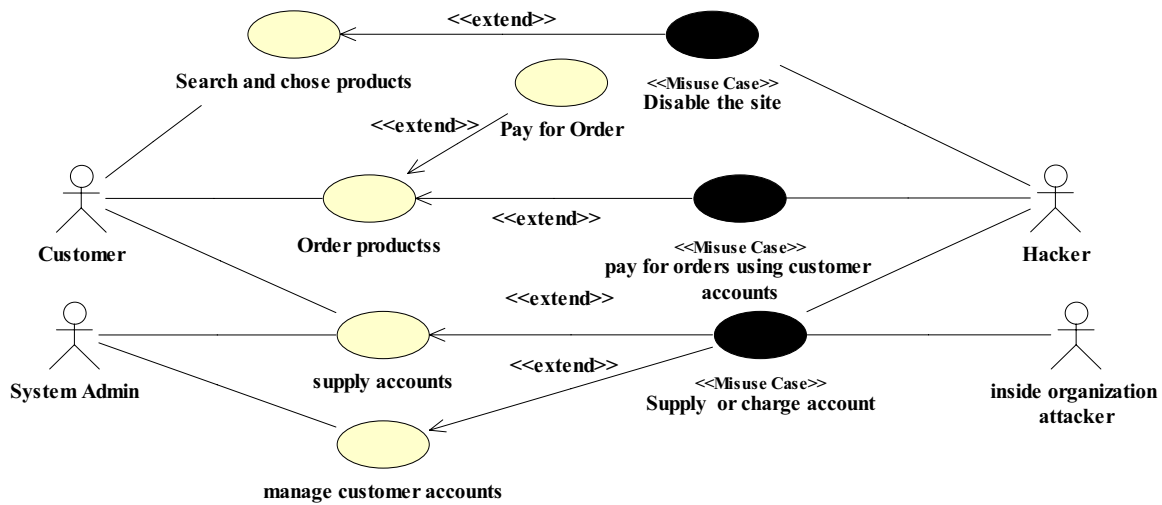 <<extend>>
Search and chose products
<<Misuse Case>>
Disable the site
<<extend>>
Pay for Order
<<extend>>
Customer
Order productss
<<Misuse Case>>
pay for orders using customer
accounts
Hacker
<<extend>>
<<extend>>
System Admin
supply accounts
<<Misuse Case>>
Supply or charge account
inside organization
attacker
manage customer accounts